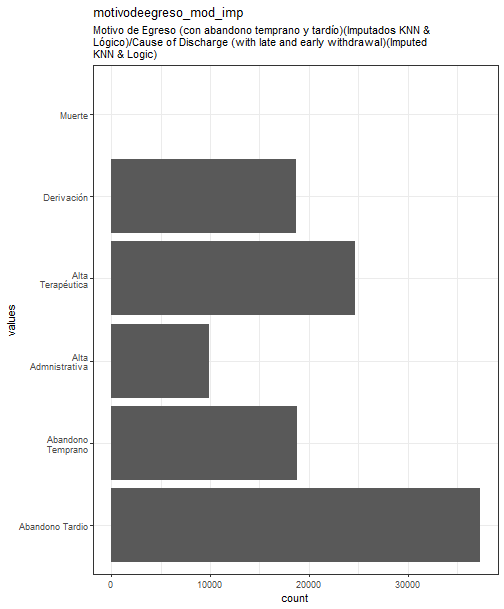 motivodeegreso_mod_imp
Motivo de Egreso (con abandono temprano y tardío)(Imputados KNN &
Lógico)/Cause of Discharge (with late and early withdrawal)(Imputed
KNN & Logic)
Muerte
Derivación
Alta
Terapéutica
Alta
Admnistrativa
Abandono
Temprano
Abandono Tardio
values
0
10000
20000
30000
count